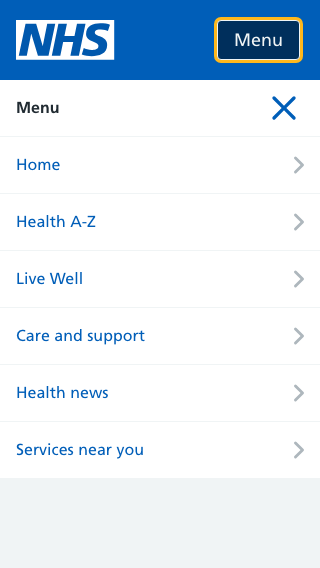 NHS
Menu
Menu
Home
Health A-Z
Live Well
Care and support
Health news
Services near you